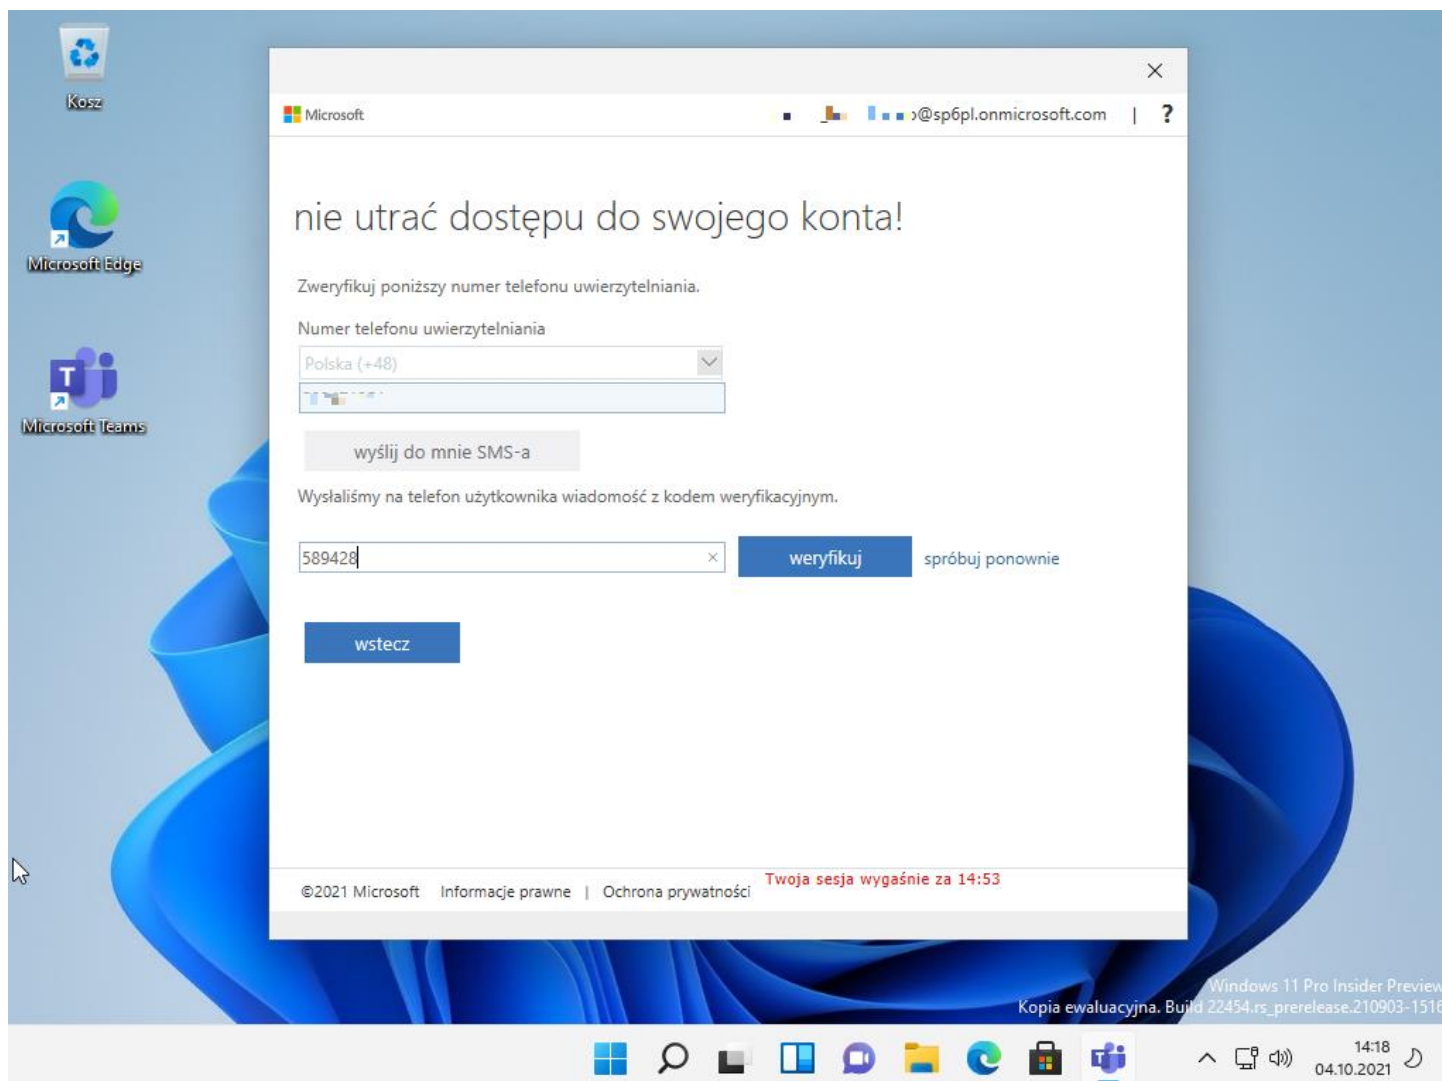 Kosz
Microsoft Edge
Microsoft Teams
Microsoft
@sp6pl.onmicrosoft.com | ?
nie utrać dostępu do swojego konta!
Zweryfikuj poniższy numer telefonu uwierzytelniania.
Numer telefonu uwierzytelniania
Polska (+48)
wyślij do mnie SMS-a
Wysłaliśmy na telefon użytkownika wiadomość z kodem weryfikacyjnym.
589428
weryfikuj
spróbuj ponownie
wstecz
©2021 Microsoft Informacje prawne | Ochrona prywatności
Twoja sesja wygaśnie za 14:53
Windows 11 Pro Insider Preview
Kopia ewaluacyjna. Build 22454.rs_prerelease.210903-1516
14:18
04.10.2021